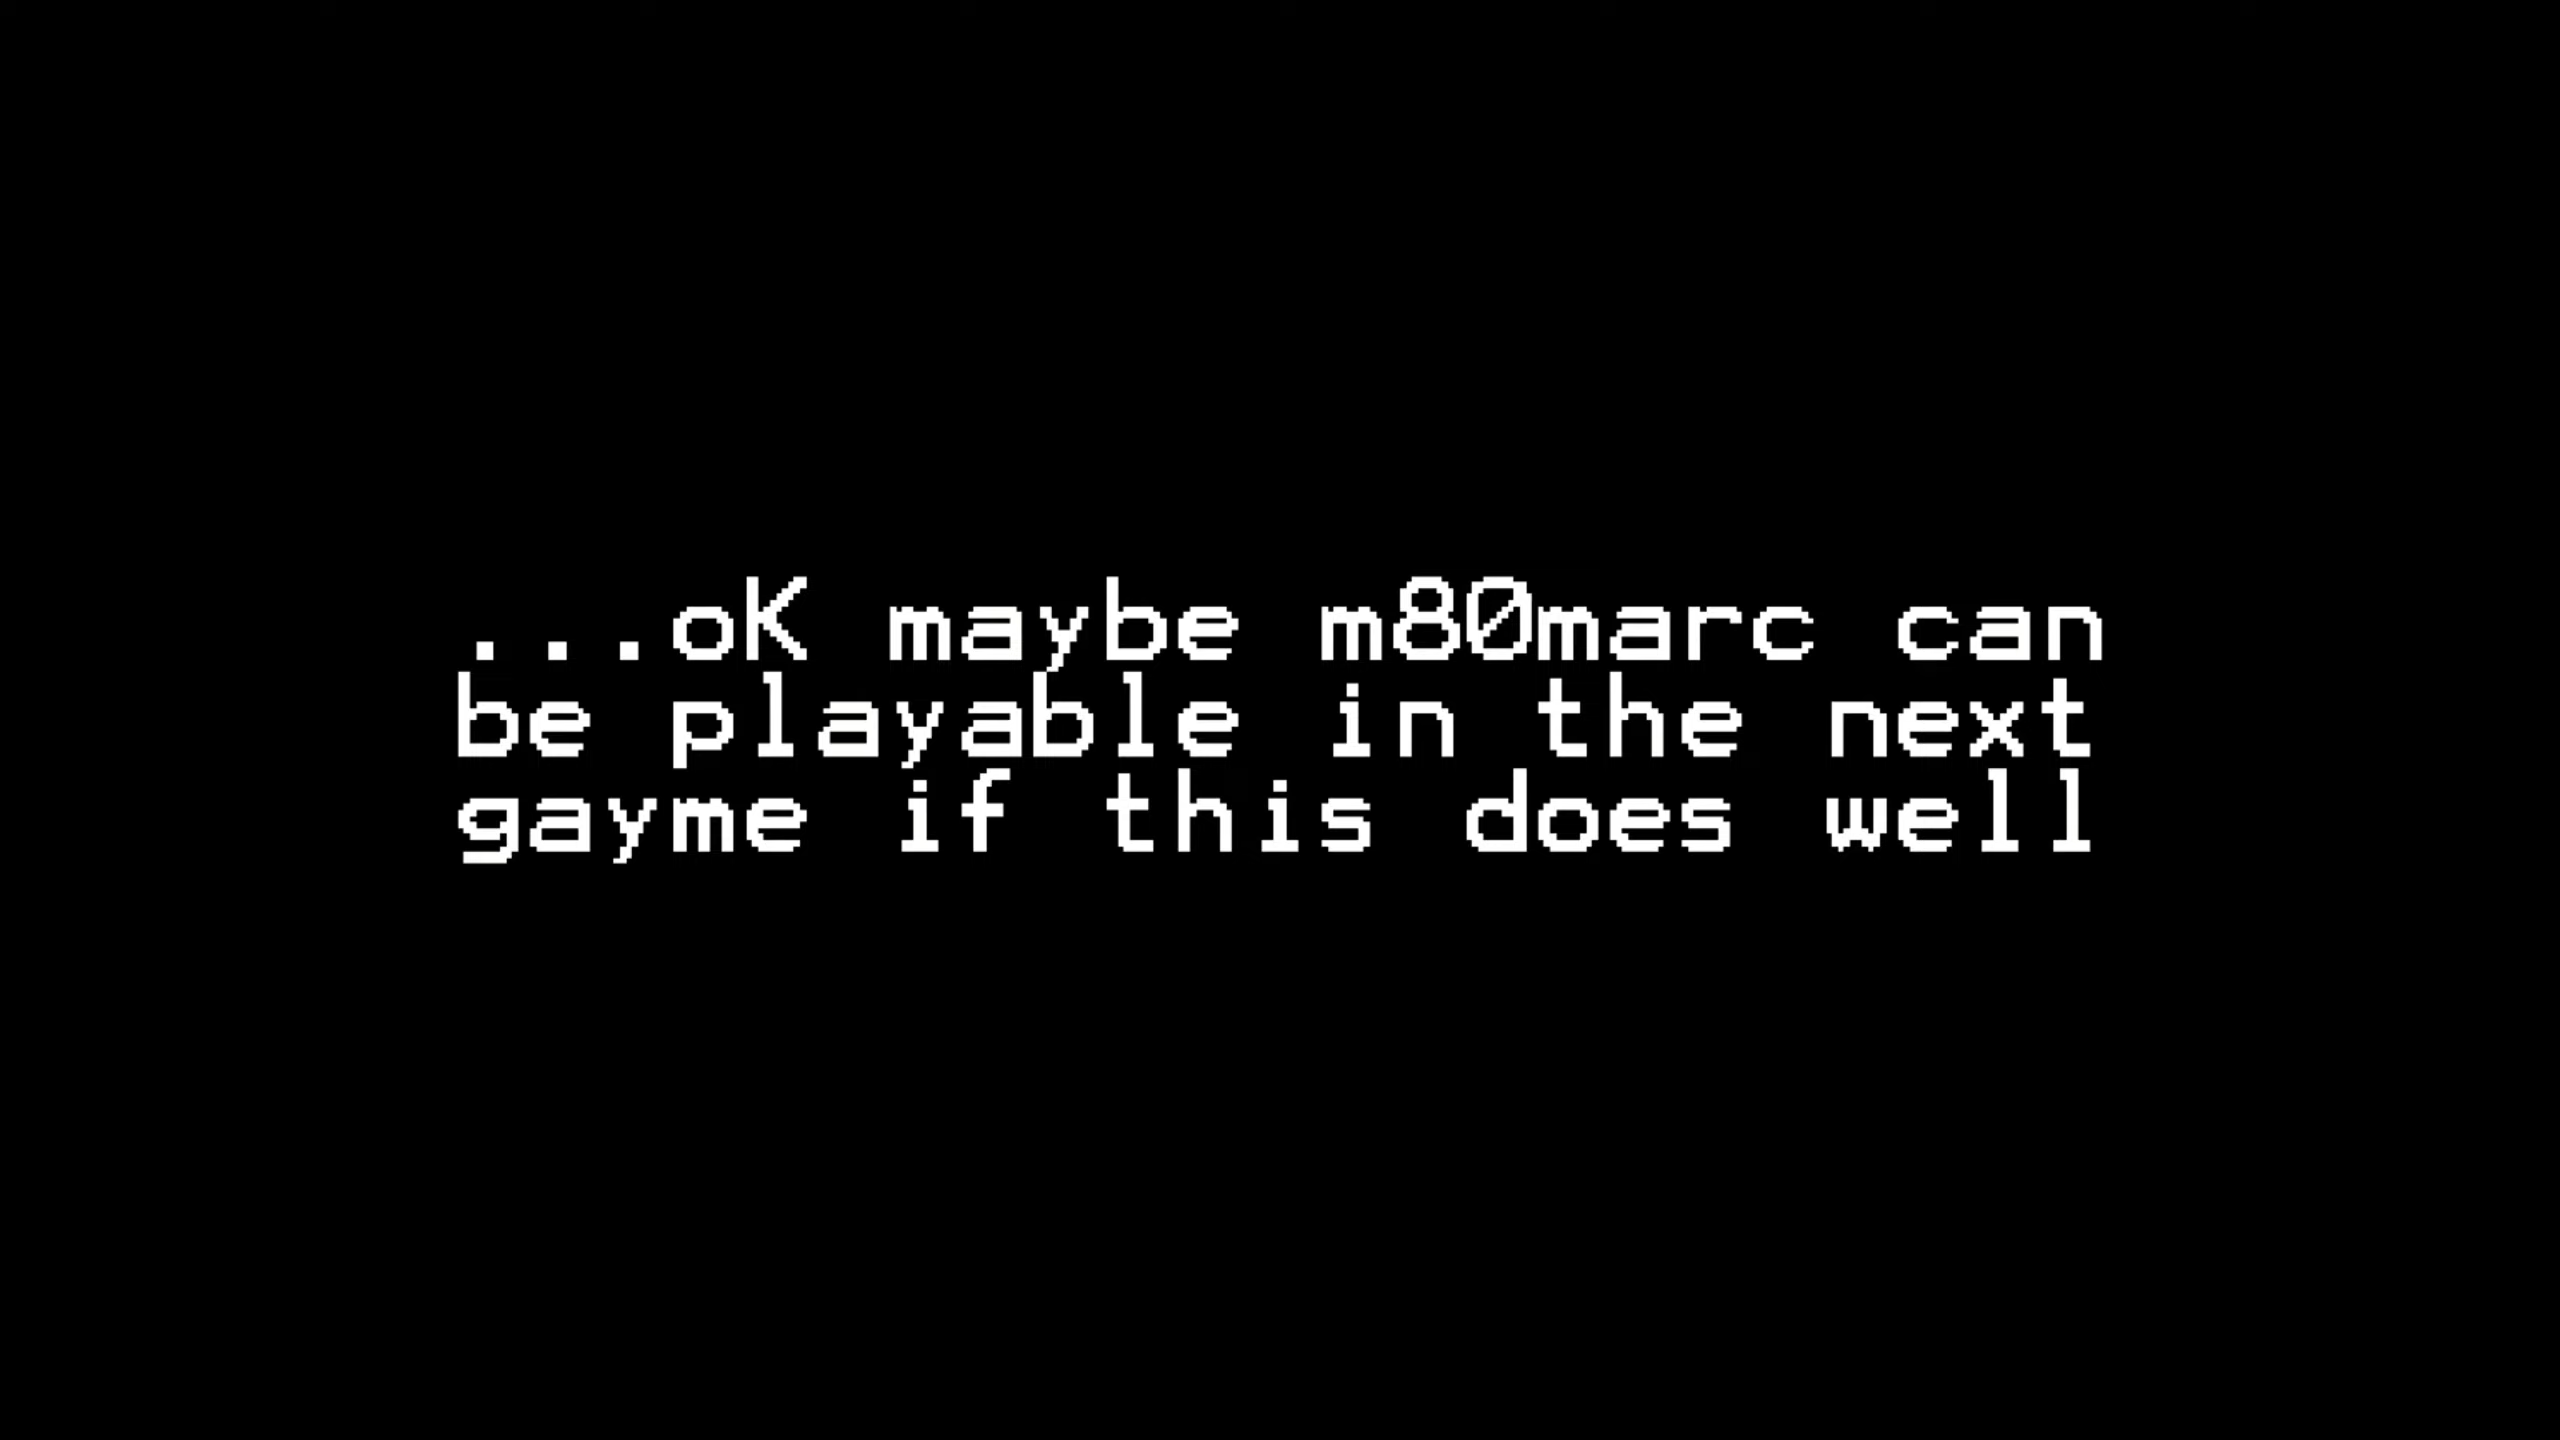 ...oK maybe m80marc can
be playable in the next
gayme if this does well